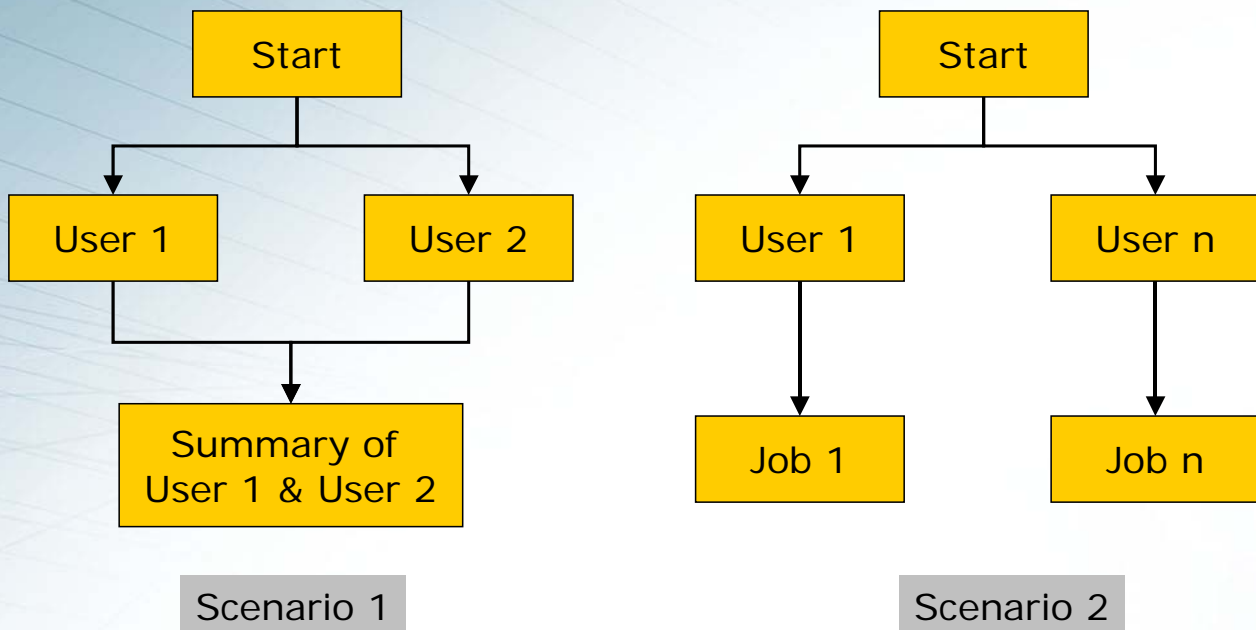 Start
User 1
User 2
Summary of
User 1 & User 2
Scenario 1
Start
User 1
User n
Job 1
Job n
Scenario 2